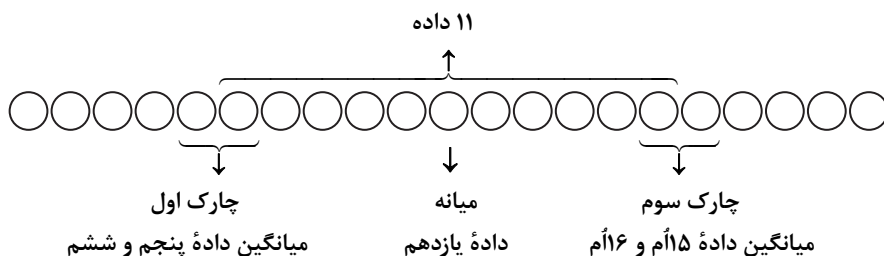 ۱۱ داده
چارک اول
میانگین دادهٔ پنجم و ششم
میانه
دادهٔ یازدهم
چارک سوم
میانگین دادهٔ ۱۵اُم و ۱۶اُم